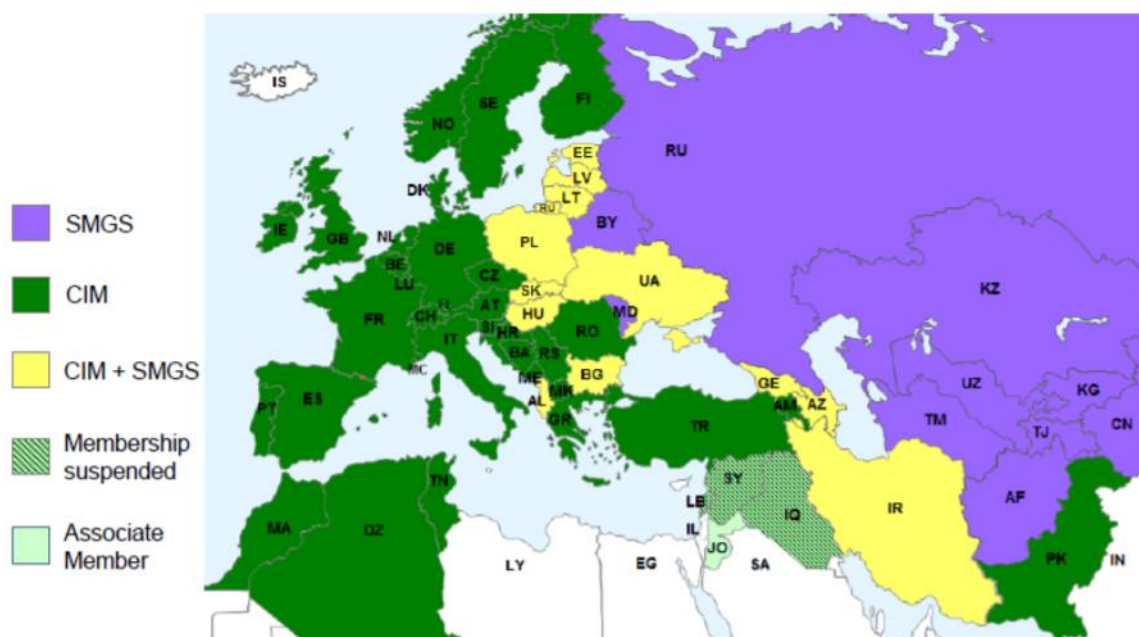 IS
SE
FI
NO
RU
EE
LV
DK
LT
RU
BY
IE
GB
NL
DE
PL
BE
LU
CZ
UA
KZ
SK
FL
AT
HU
MD
FR
CH
SI
HR
RO
IT
BA
RS
MC
ME
BG
GE
UZ
KG
PT
ES
AL
MK
AM
AZ
TM
TJ
CN
GR
TR
TN
SY
AF
LB
IQ
IR
MA
DZ
IL
JO
PK
LY
EG
SA
IN
SMGS
CIM
CIM + SMGS
Membership
suspended
Associate
Member